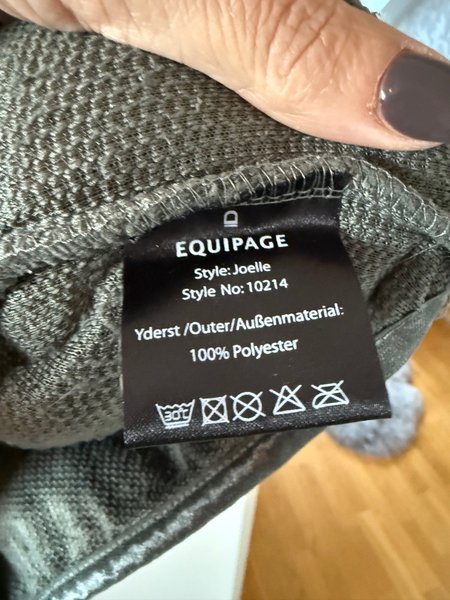 EQUIPAGE
Style: Joelle
Style No: 10214
Yderst /Outer/Außenmaterial:
100% Polyester
30°